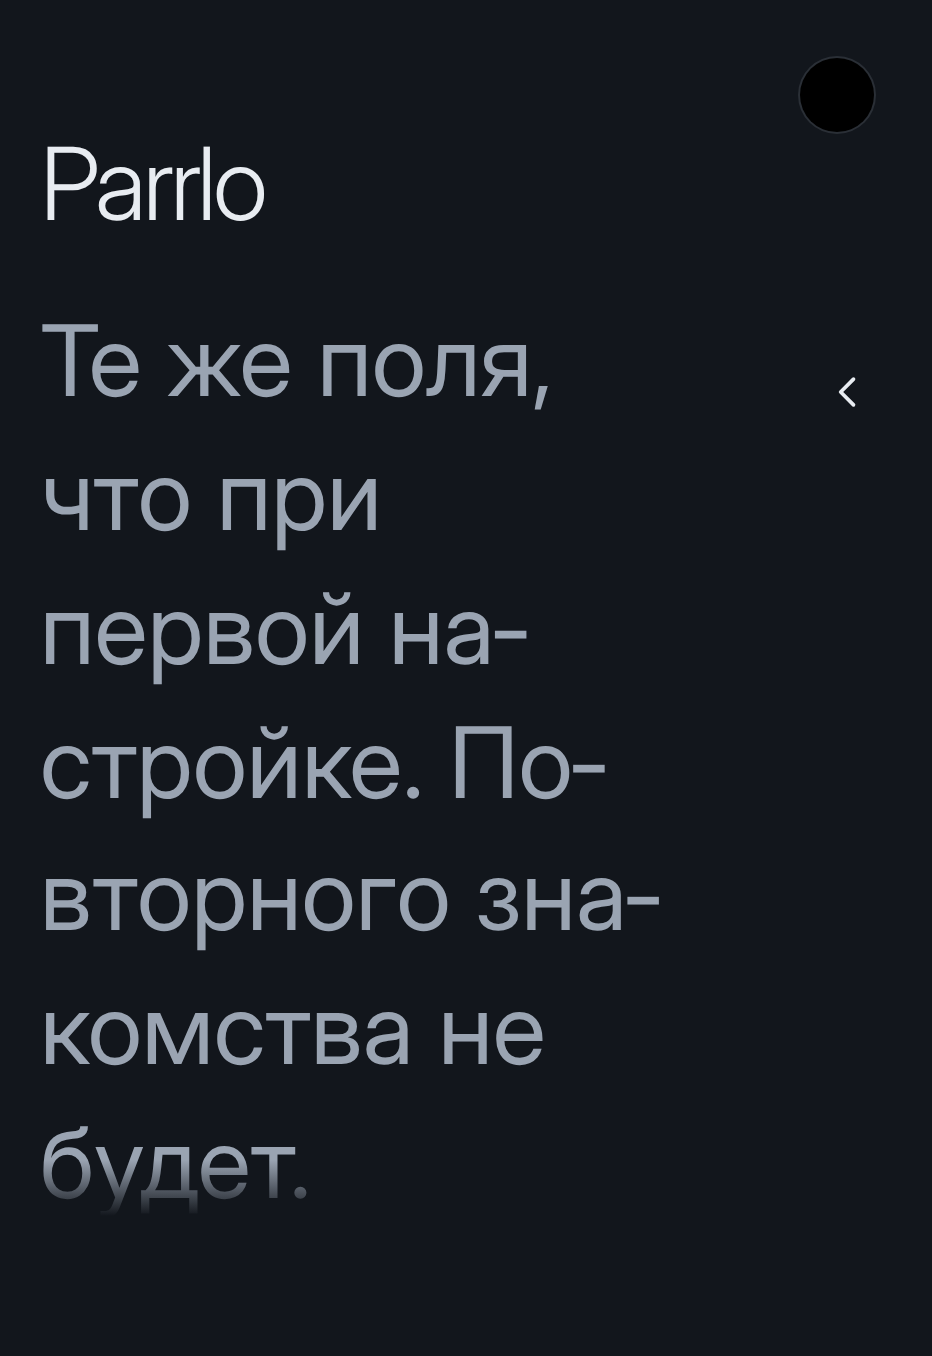 Parrlo
Те же поля,
что при
первой на-
стройке. По-
вторного зна-
комства не
будет.